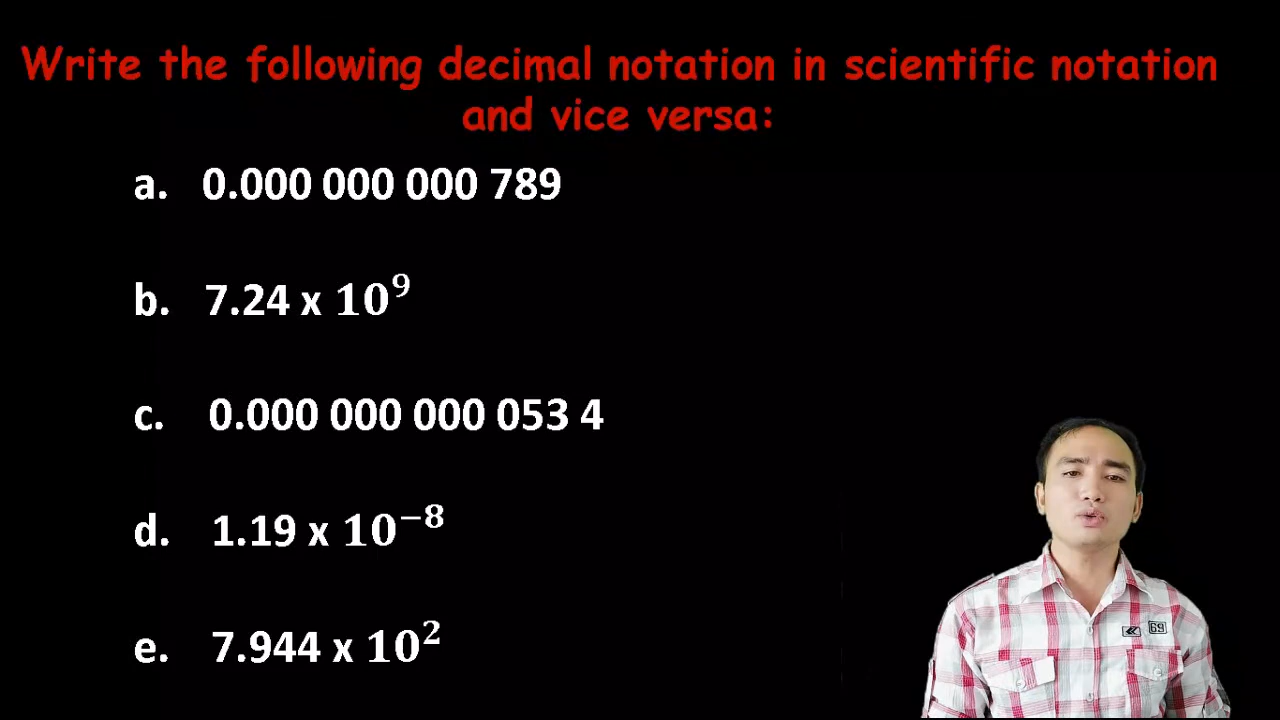 Write the following decimal notation in scientific notation
and vice versa:
a. 0.000 000 000 789
b. 7.24 x 10⁹
c. 0.000 000 000 053 4
d. 1.19 x 10⁻⁸
e. 7.944 x 10²
69